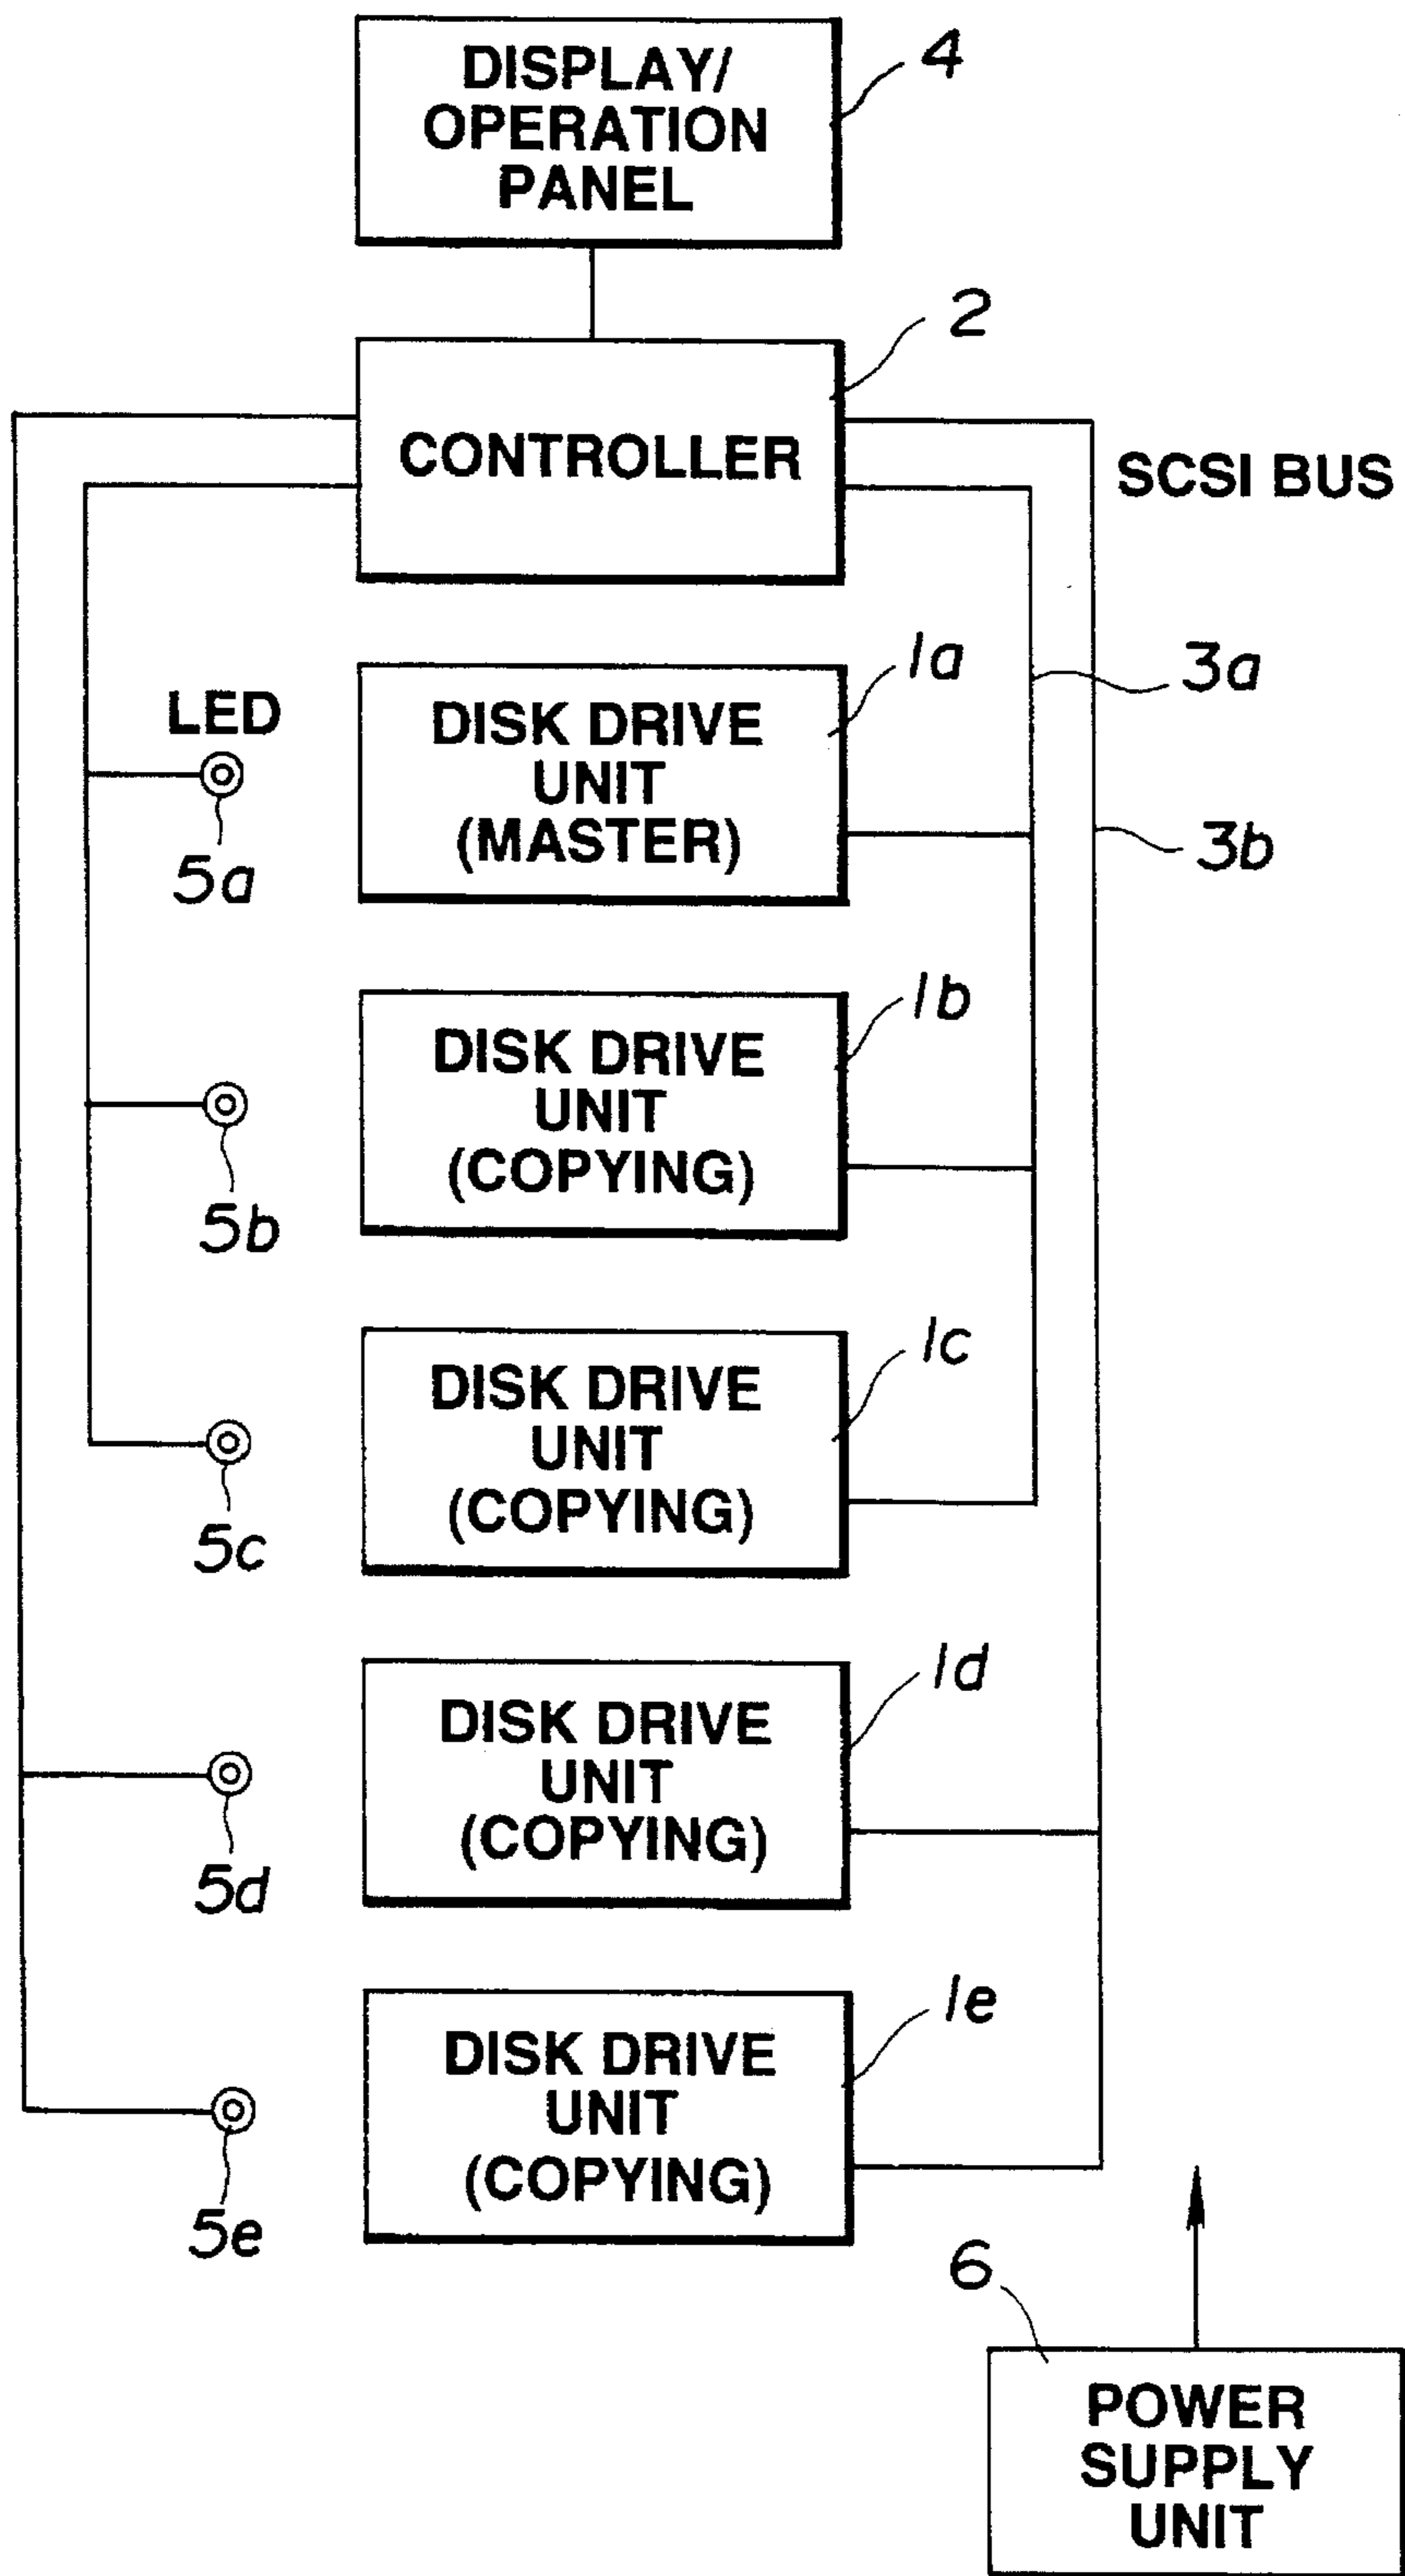 DISPLAY/
OPERATION
PANEL
4
2
CONTROLLER
SCSI BUS
1a
3a
LED
DISK DRIVE
UNIT
(MASTER)
5a
3b
1b
DISK DRIVE
UNIT
(COPYING)
5b
1c
DISK DRIVE
UNIT
(COPYING)
5c
1d
DISK DRIVE
UNIT
(COPYING)
5d
1e
DISK DRIVE
UNIT
(COPYING)
5e
6
POWER
SUPPLY
UNIT